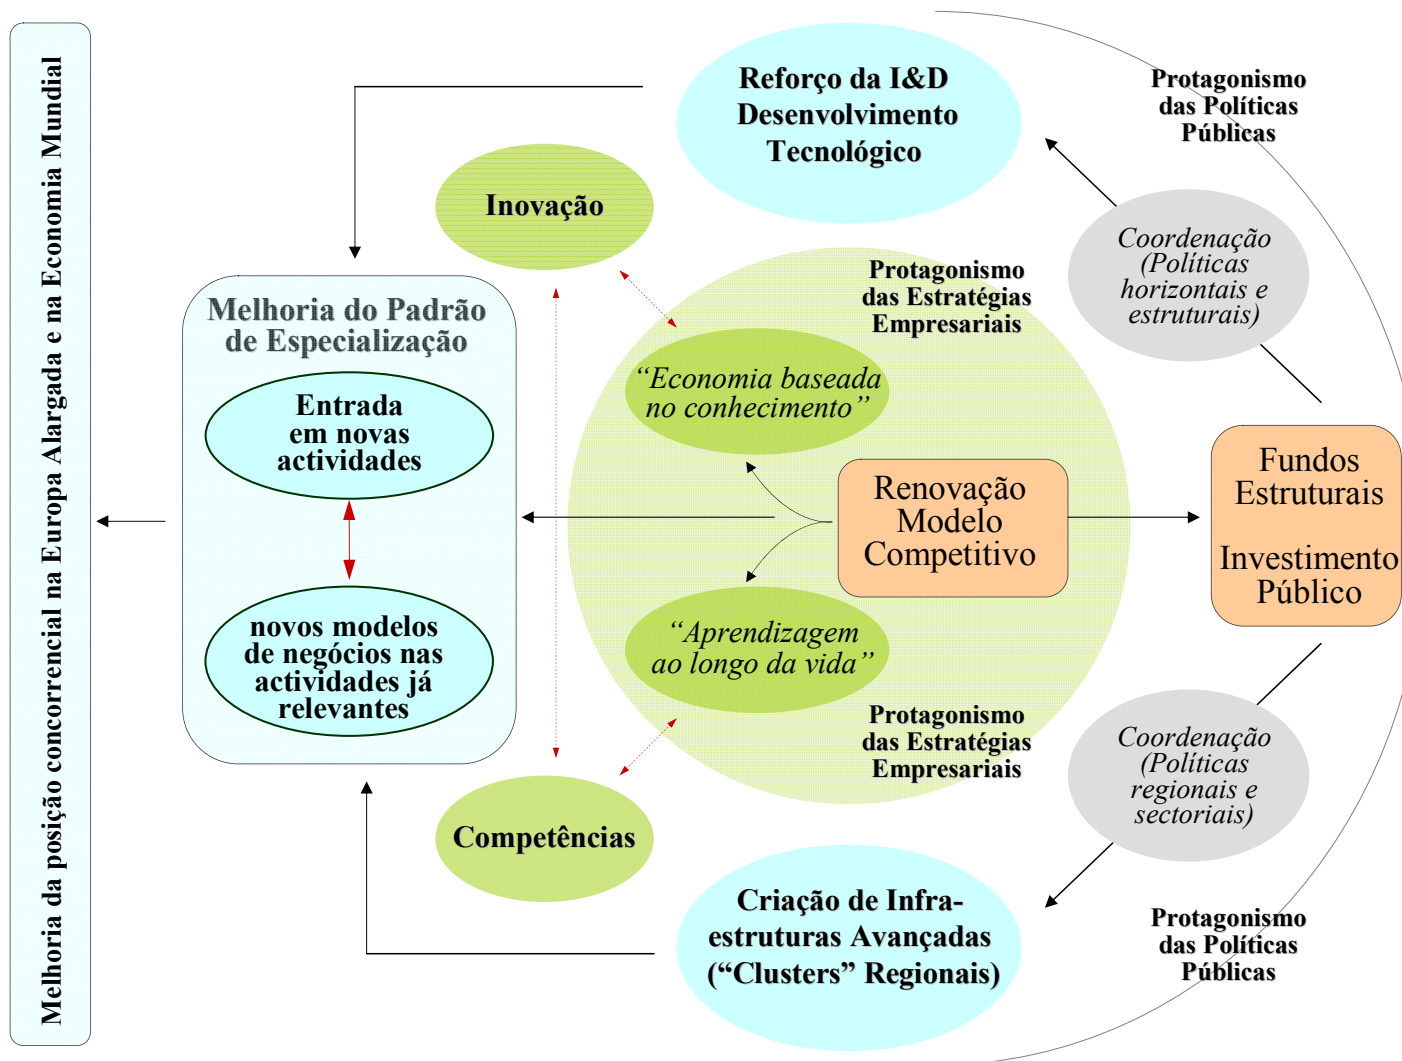 Melhoria da posição concorrencial na Europa Alargada e na Economia Mundial
Reforço da I&D
Desenvolvimento
Tecnológico
Protagonismo
das Políticas
Públicas
Inovação
Coordenação
(Políticas
horizontais e
estruturais)
Protagonismo
das Estratégias
Empresariais
Melhoria do Padrão
de Especialização
Entrada
em novas
actividades
novos modelos
de negócios nas
actividades já
relevantes
“Economia baseada
no conhecimento”
Renovação
Modelo
Competitivo
Fundos
Estruturais
Investimento
Público
“Aprendizagem
ao longo da vida”
Protagonismo
das Estratégias
Empresariais
Coordenação
(Políticas
regionais e
sectoriais)
Competências
Criação de Infra-
estruturas Avançadas
(“Clusters” Regionais)
Protagonismo
das Políticas
Públicas